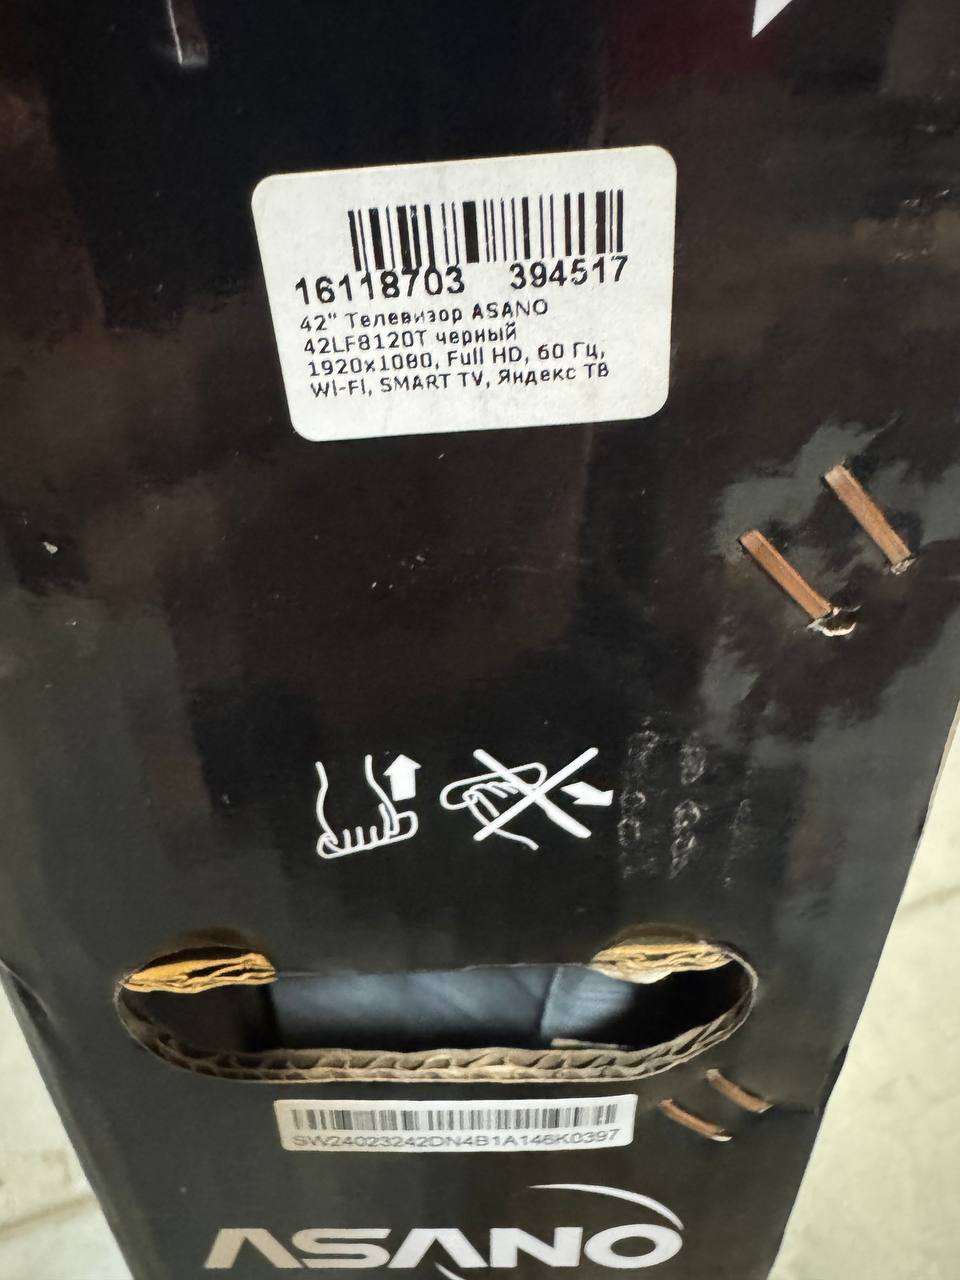 16118703 394517
42" Телевизор ASANO
42LF8120T черный
1920x1080, Full HD, 60 Гц,
WI-FI, SMART TV, Яндекс ТВ
SW24023242DN4B1A146K0397
ASANO